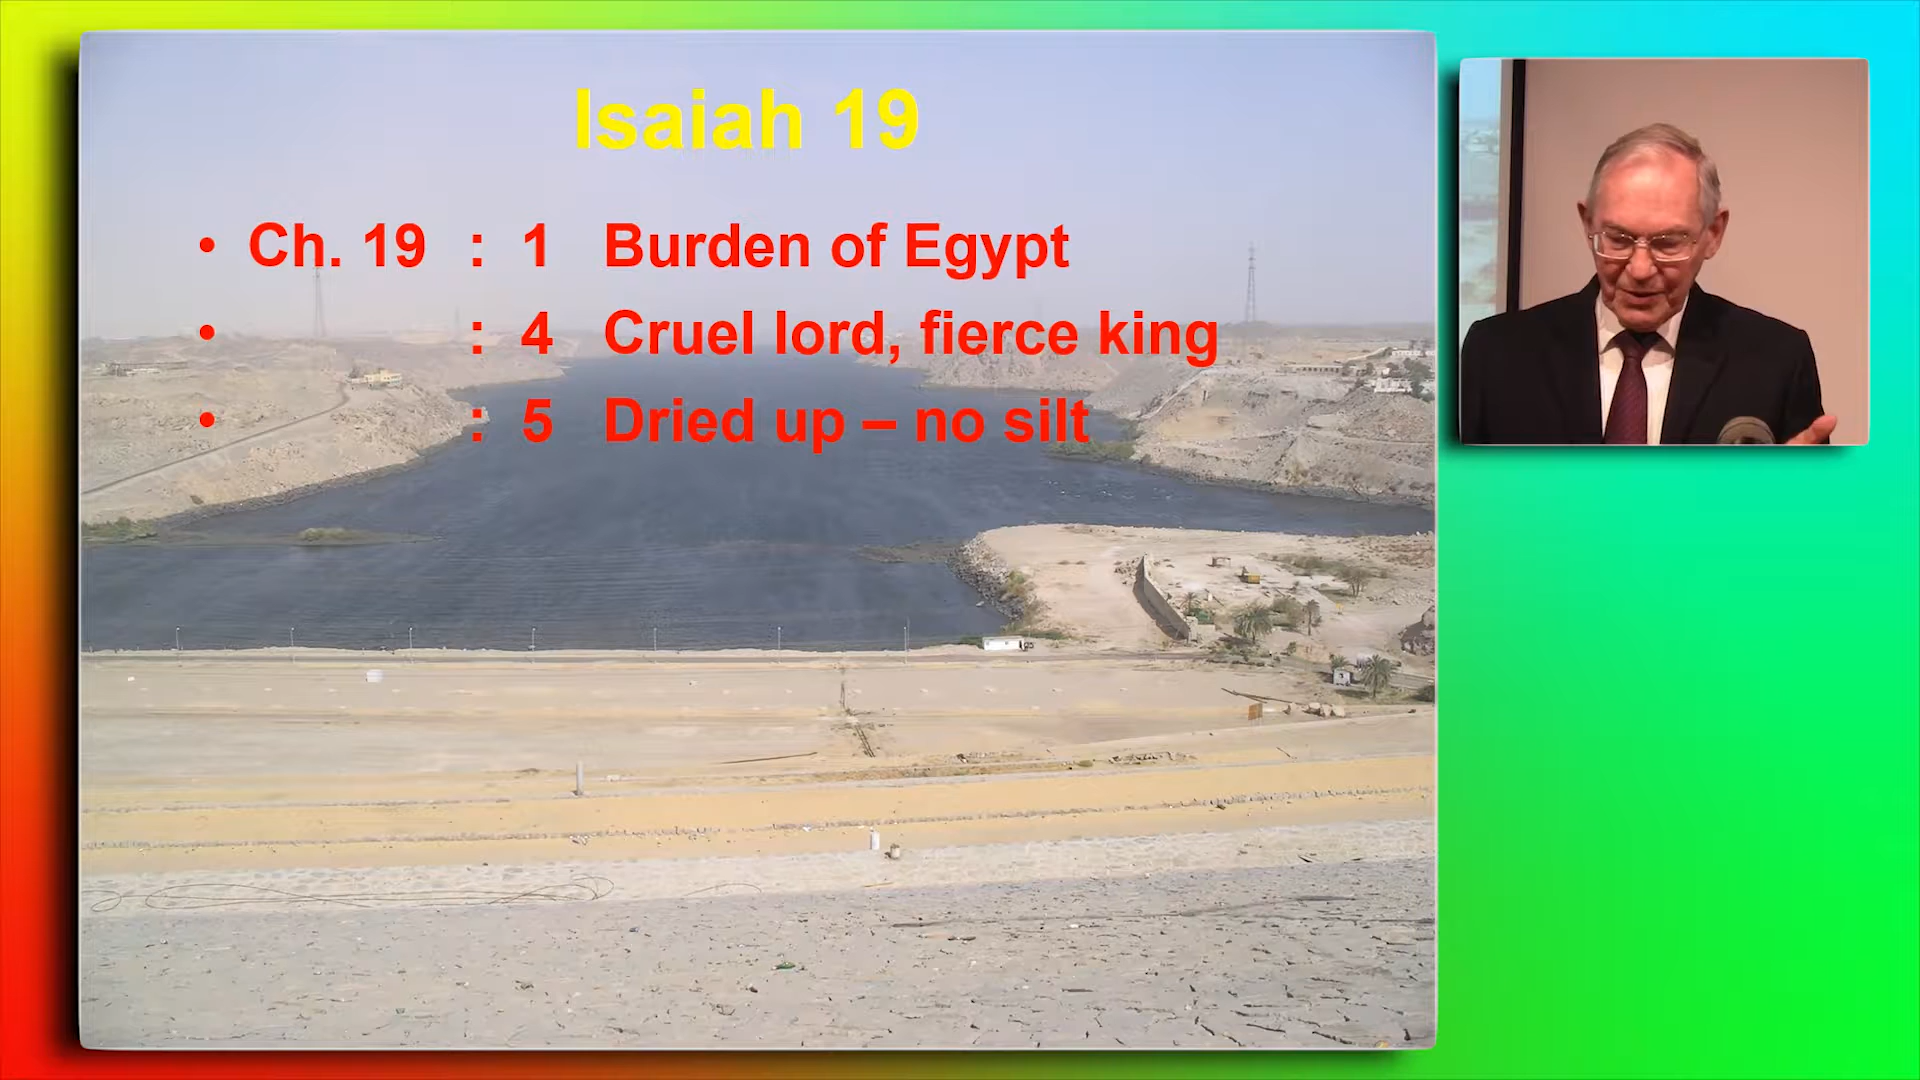 Isaiah 19
• Ch. 19 : 1 Burden of Egypt
• : 4 Cruel lord, fierce king
• : 5 Dried up – no silt